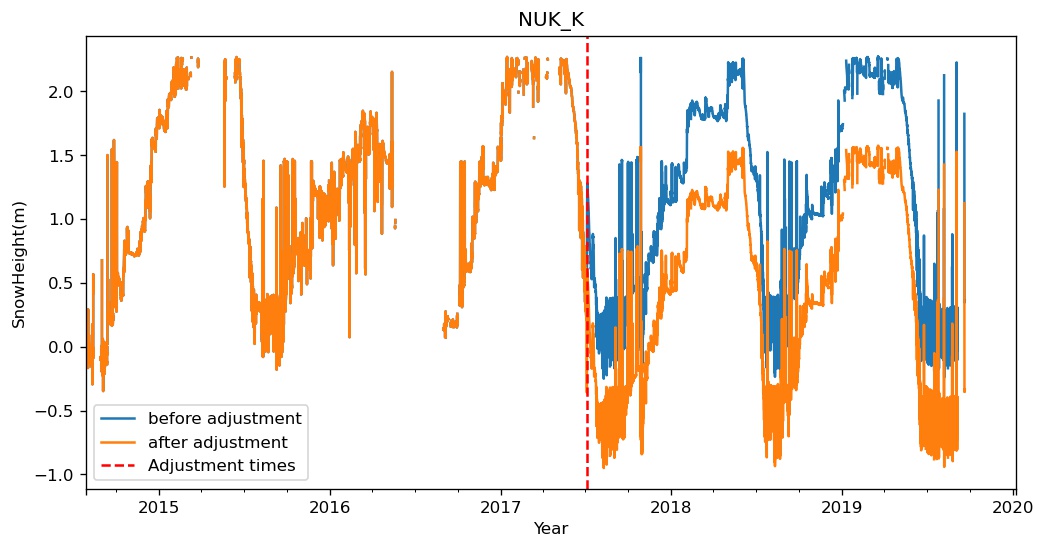 NUK_K
SnowHeight(m)
2.0
1.5
1.0
0.5
0.0
−0.5
−1.0
before adjustment
after adjustment
Adjustment times
2015 2016 2017 2018 2019 2020
Year